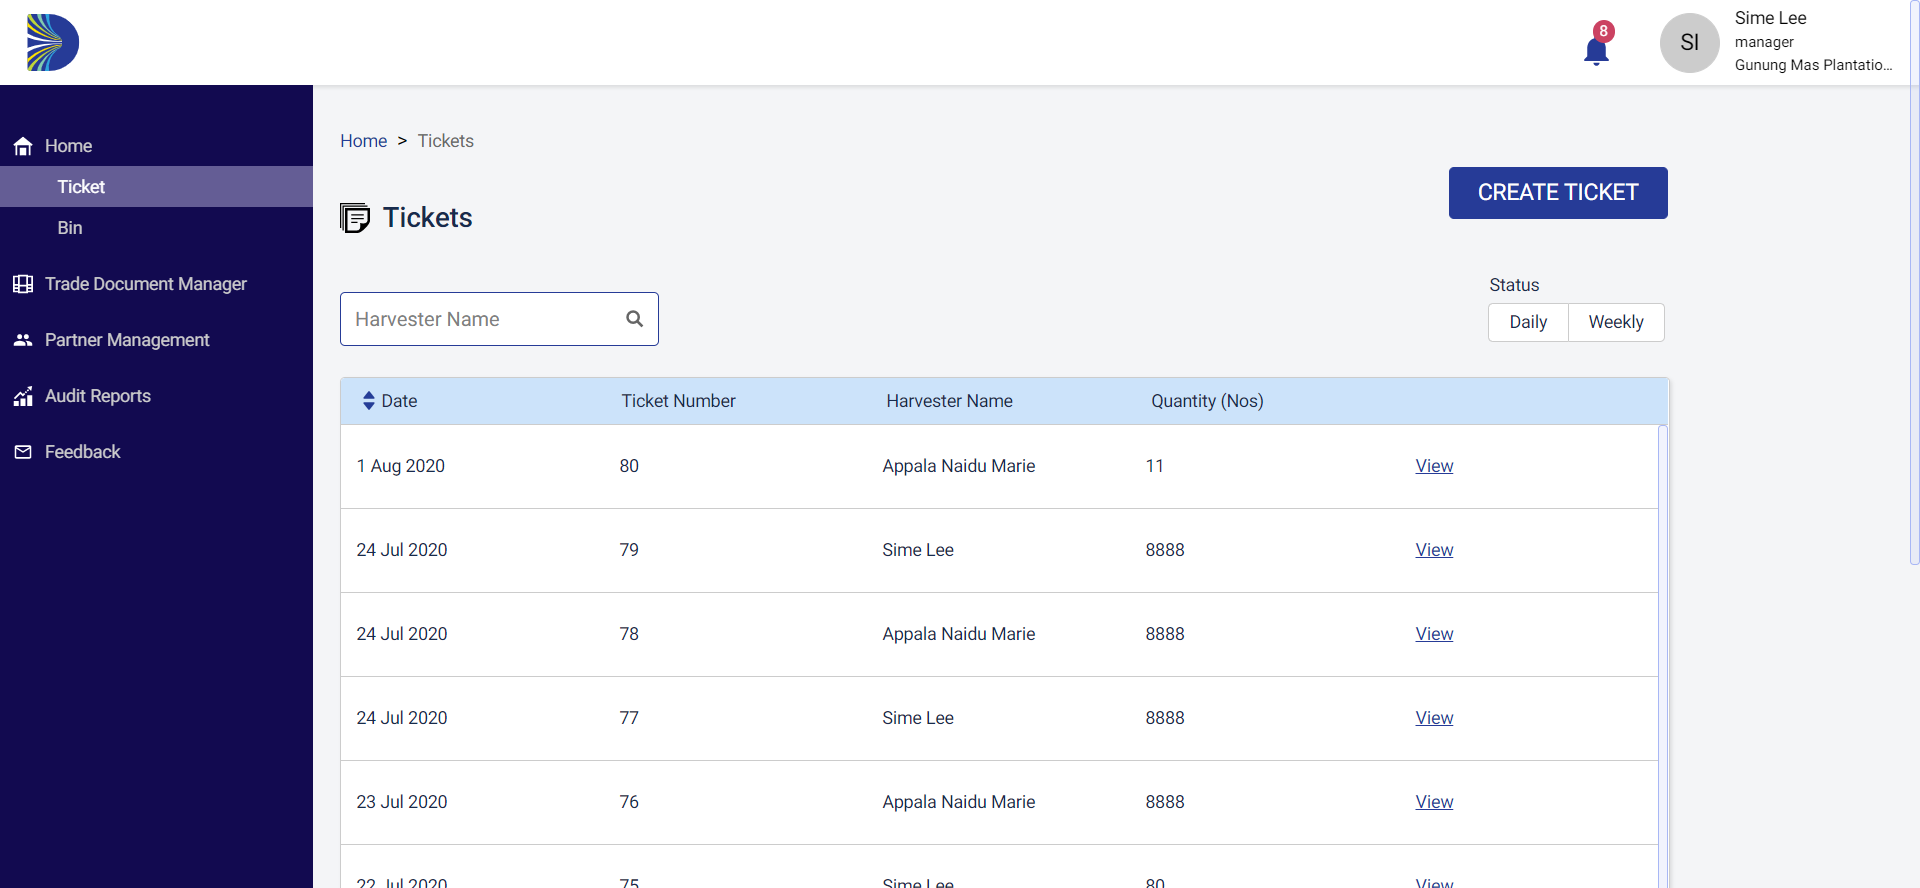 8
SI
Sime Lee
manager
Gunung Mas Plantatio...
Home
Ticket
Bin
Trade Document Manager
Partner Management
Audit Reports
Feedback
Home > Tickets
CREATE TICKET
Tickets
Harvester Name
Status
Daily Weekly
Date Ticket Number Harvester Name Quantity (Nos)
1 Aug 2020 80 Appala Naidu Marie 11 View
24 Jul 2020 79 Sime Lee 8888 View
24 Jul 2020 78 Appala Naidu Marie 8888 View
24 Jul 2020 77 Sime Lee 8888 View
23 Jul 2020 76 Appala Naidu Marie 8888 View
22 Jul 2020 75 Sime Lee 80 View